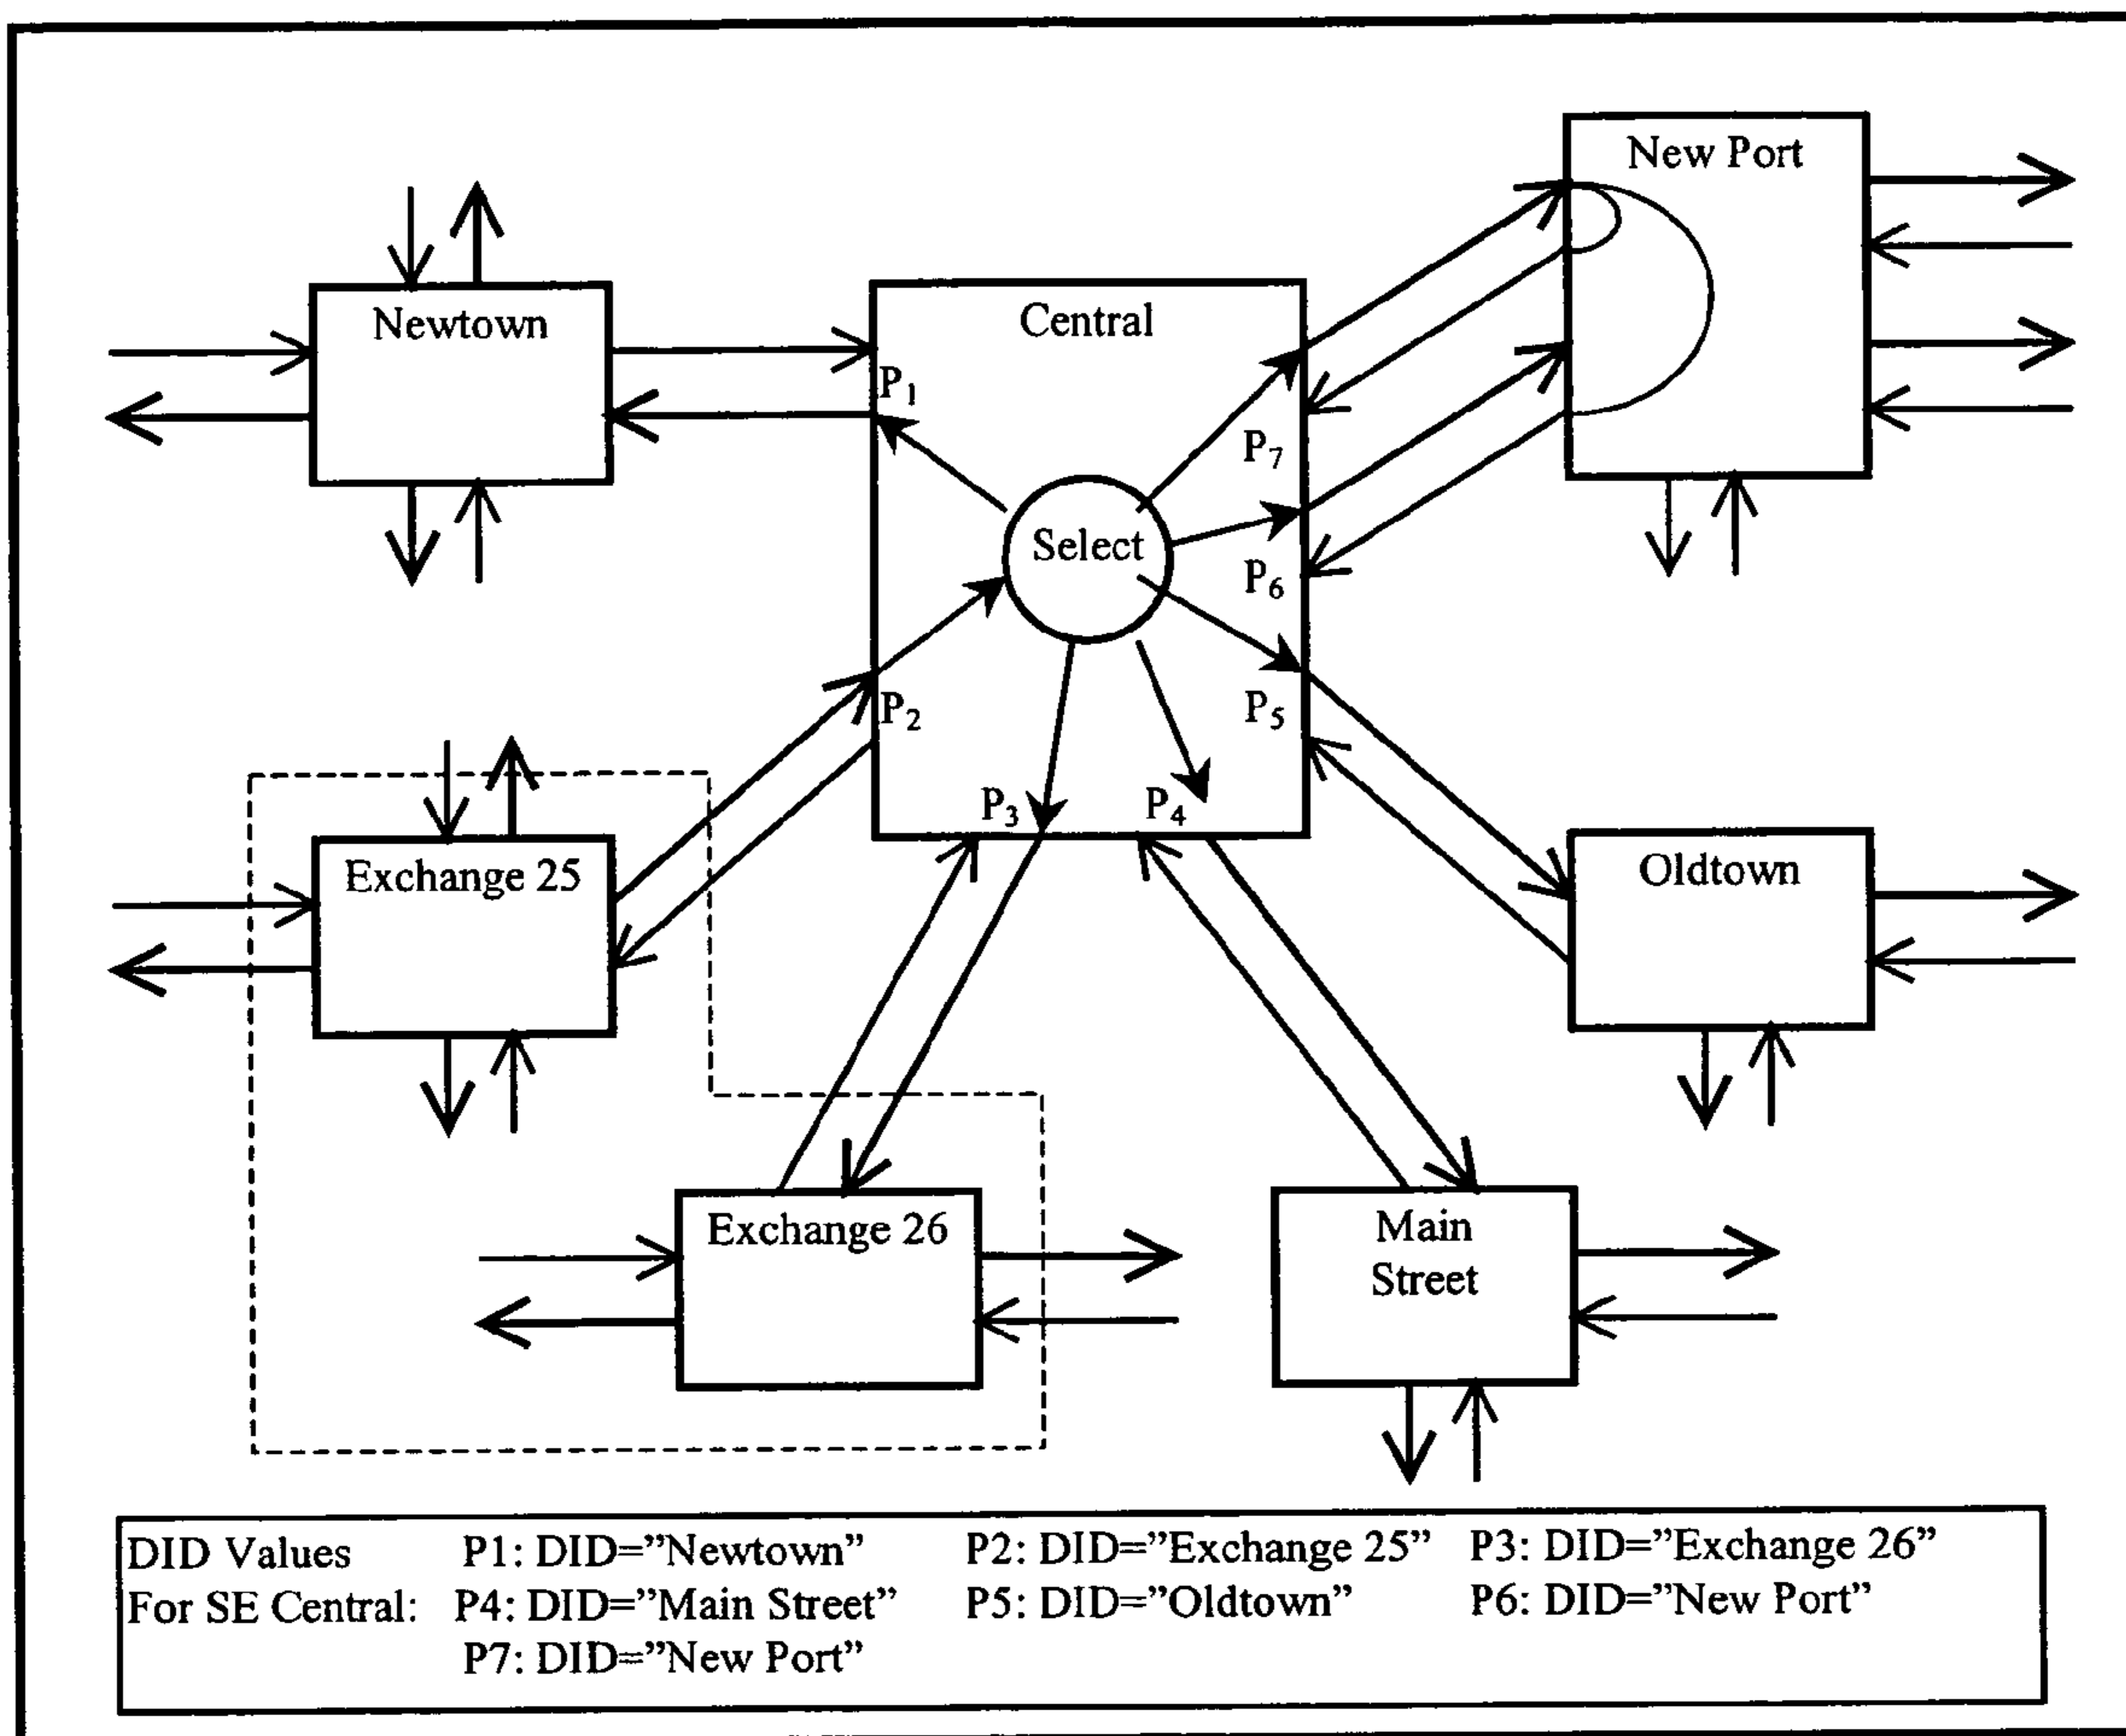 New Port
Newtown
Central
P1
P7
Select
P6
P2
P5
P3
P4
Exchange 25
Oldtown
Exchange 26
Main
Street
DID Values P1: DID=”Newtown” P2: DID=”Exchange 25” P3: DID=”Exchange 26”
For SE Central: P4: DID=”Main Street” P5: DID=”Oldtown” P6: DID=”New Port”
P7: DID=”New Port”